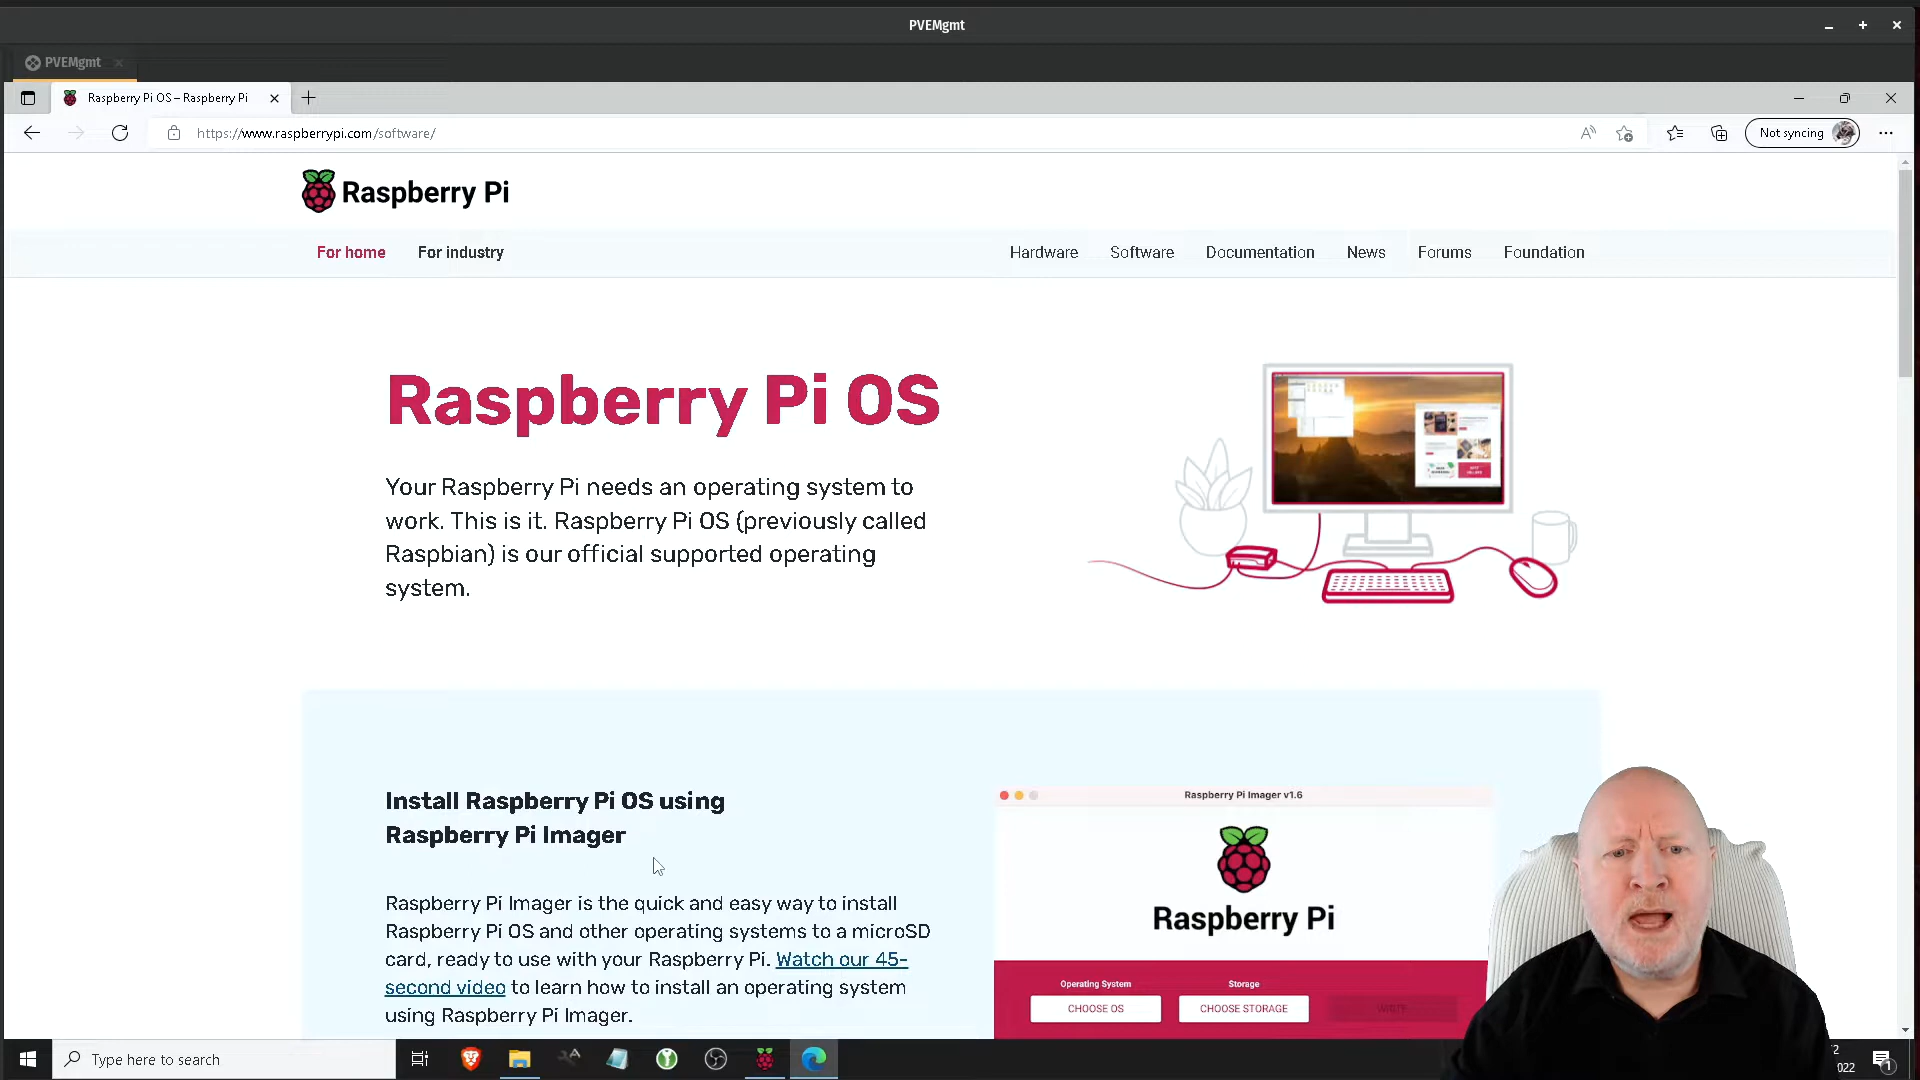 PVEMgmt
PVEMgmt
Raspberry Pi OS – Raspberry Pi
https://www.raspberrypi.com/software/
Not syncing
Raspberry Pi
For home
For industry
Hardware
Software
Documentation
News
Forums
Foundation
Raspberry Pi OS
Your Raspberry Pi needs an operating system to
work. This is it. Raspberry Pi OS (previously called
Raspbian) is our official supported operating
system.
Install Raspberry Pi OS using
Raspberry Pi Imager
Raspberry Pi Imager is the quick and easy way to install
Raspberry Pi OS and other operating systems to a microSD
card, ready to use with your Raspberry Pi. Watch our 45-
second video to learn how to install an operating system
using Raspberry Pi Imager.
Raspberry Pi Imager v1.6
Raspberry Pi
Operating System
Storage
CHOOSE OS
CHOOSE STORAGE
WRITE
Type here to search
2
022
1